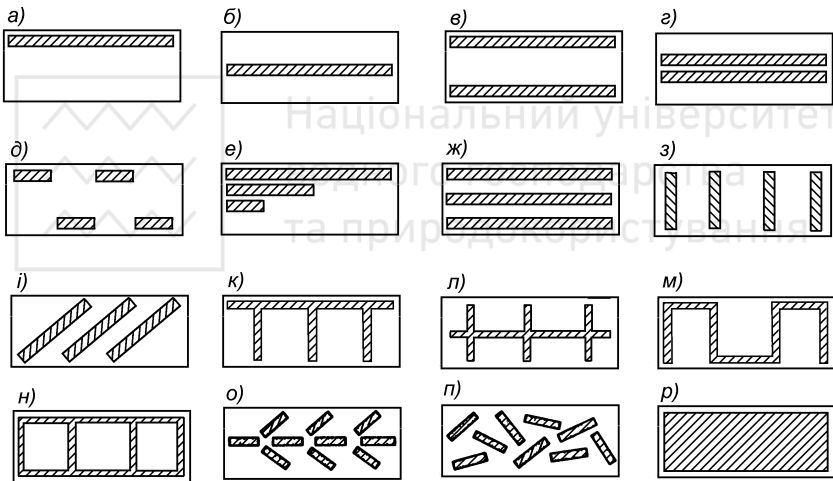 а) б) в) г)
Національний університет
д) е) ж) з)
водного господарства
та природокористування
і) к) л) м)
н) о) п) р)